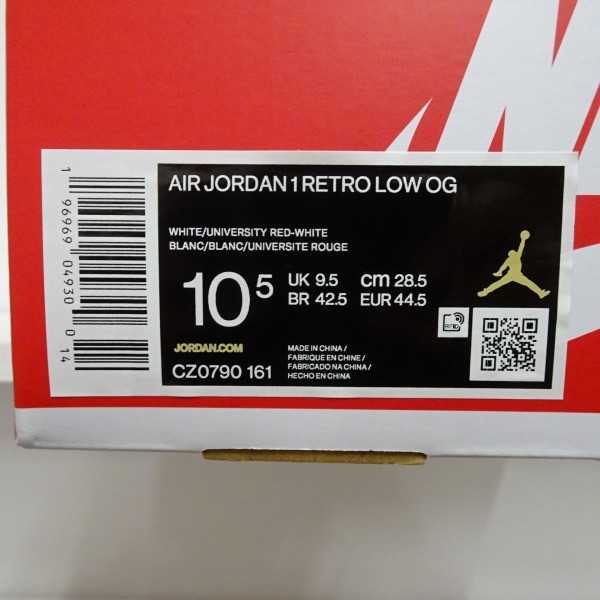 AIR JORDAN 1 RETRO LOW OG
WHITE/UNIVERSITY RED-WHITE
BLANC/BLANC/UNIVERSITE ROUGE
10 5
UK 9.5 cm 28.5
BR 42.5 EUR 44.5
JORDAN.COM
CZ0790 161
MADE IN CHINA /
FABRIQUE EN CHINE /
FABRICADO NA CHINA /
HECHO EN CHINA
1 96969 04930 0 14